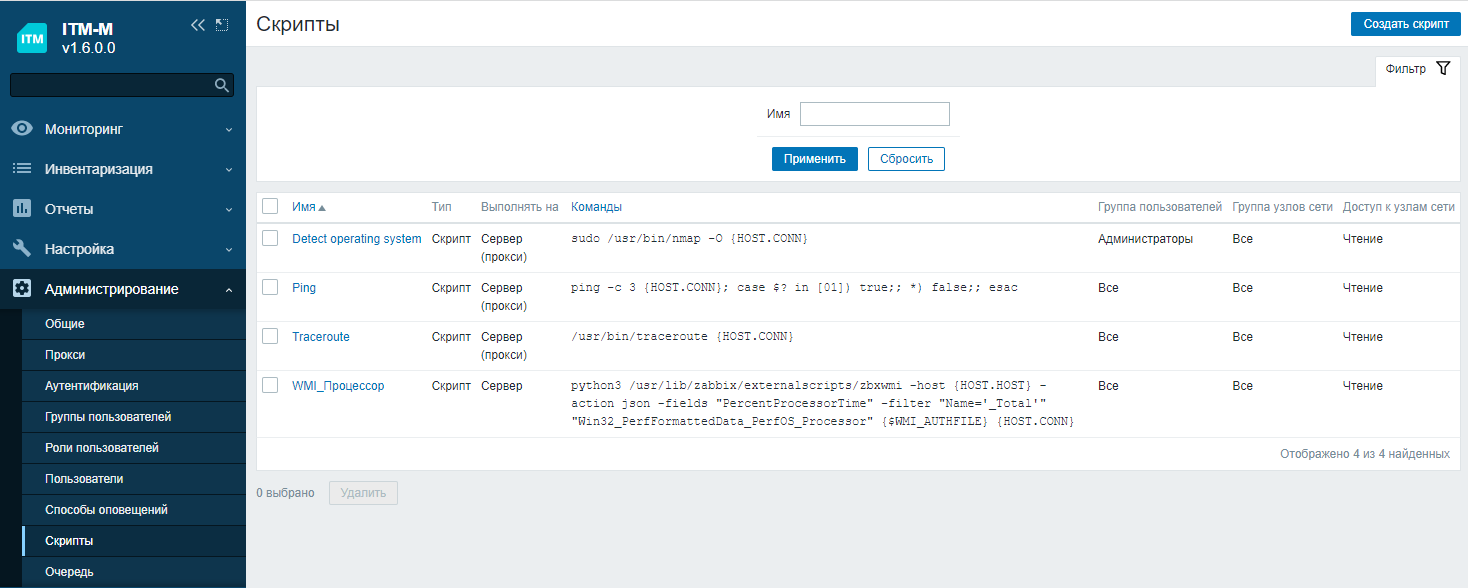 ITM
ITM-M
v1.6.0.0
Мониторинг
Инвентаризация
Отчеты
Настройка
Администрирование
Общие
Прокси
Аутентификация
Группы пользователей
Роли пользователей
Пользователи
Способы оповещений
Скрипты
Очередь
Скрипты
Создать скрипт
Фильтр
Имя
Применить Сбросить
Имя Тип Выполнять на Команды Группа пользователей Группа узлов сети Доступ к узлам сети
Detect operating system Скрипт Сервер sudo /usr/bin/nmap -O {HOST.CONN} Администраторы Все Чтение
(прокси)
Ping Скрипт Сервер ping -c 3 {HOST.CONN}; case $? in [01]) true;; *) false;; esac Все Все Чтение
(прокси)
Traceroute Скрипт Сервер /usr/bin/traceroute {HOST.CONN} Все Все Чтение
(прокси)
WMI_Процессор Скрипт Сервер python3 /usr/lib/zabbix/externalscripts/zbxwmi -host {HOST.HOST} - Все Все Чтение
action json -fields "PercentProcessorTime" -filter "Name='_Total'"
"Win32_PerfFormattedData_PerfOS_Processor" {$WMI_AUTHFILE} {HOST.CONN}
Отображено 4 из 4 найденных
0 выбрано Удалить